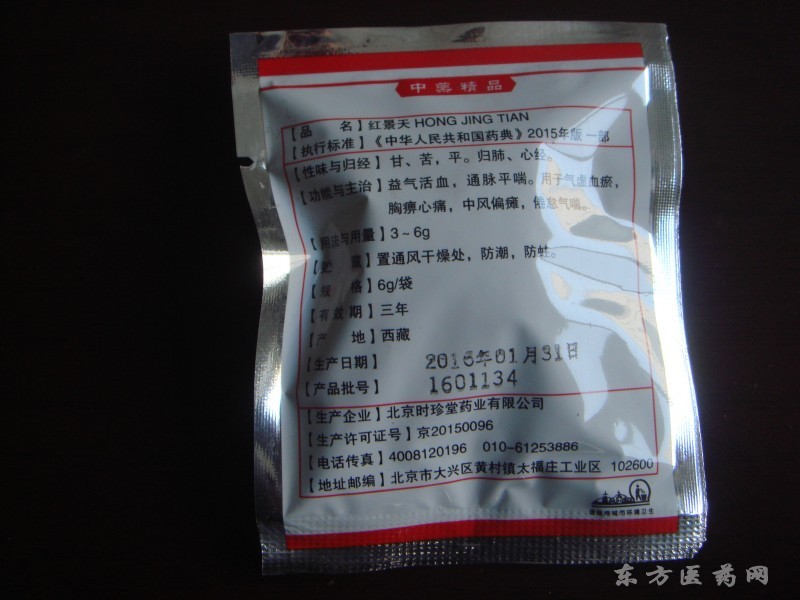 中药精品
【品 名】红景天 HONG JING TIAN
【执行标准】《中华人民共和国药典》2015年版一部
【性味与归经】甘、苦,平。归肺、心经。
【功能与主治】益气活血,通脉平喘。用于气虚血瘀,
胸痹心痛,中风偏瘫,倦怠气喘。
【用法与用量】3~6g
【贮 藏】置通风干燥处,防潮,防蛀。
【规 格】6g/袋
【有效期】三年
【产 地】西藏
【生产日期】 2016年01月31日
【产品批号】 1601134
【生产企业】北京时珍堂药业有限公司
【生产许可证号】京20150096
【电话传真】4008120196 010-61253886
【地址邮编】北京市大兴区黄村镇太福庄工业区 102600
请保持城市环境卫生
东方医药网